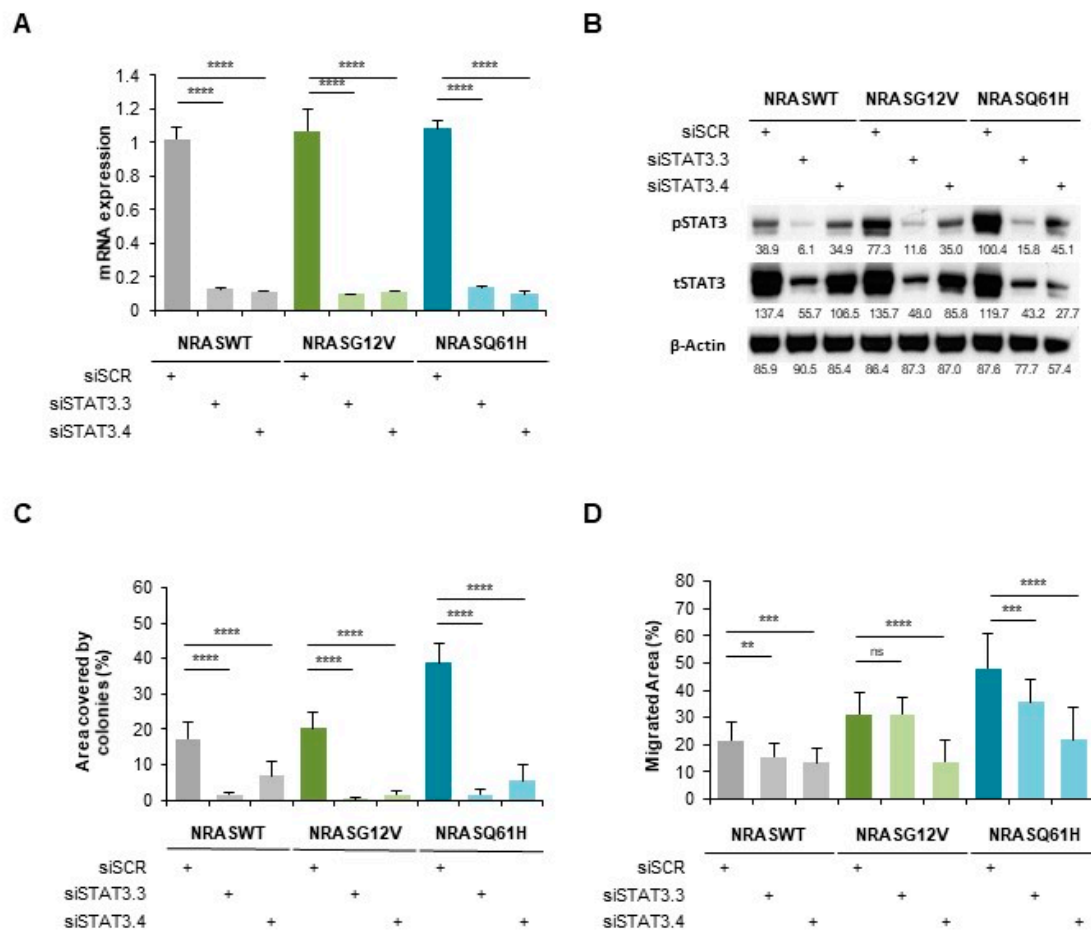 A
mRNA expression
1.4
1.2
1
0.8
0.6
0.4
0.2
0
**** **** ****
**** **** ****
NRASWT NRASG12V NRASQ61H
siSCR + + +
siSTAT3.3 + + +
siSTAT3.4 + + +
B
NRASWT NRASG12V NRASQ61H
siSCR + + +
siSTAT3.3 + + +
siSTAT3.4 + + +
pSTAT3
38.9 6.1 34.9 77.3 11.6 35.0 100.4 15.8 45.1
tSTAT3
137.4 55.7 106.5 135.7 48.0 85.8 119.7 43.2 27.7
β-Actin
85.9 90.5 85.4 86.4 87.3 87.0 87.6 77.7 57.4
C
Area covered by
colonies (%)
60
50
40
30
20
10
0
**** **** ****
**** **** ****
NRASWT NRASG12V NRASQ61H
siSCR + + +
siSTAT3.3 + + +
siSTAT3.4 + + +
D
Migrated Area (%)
80
70
60
50
40
30
20
10
0
*** **** ****
** ns ***
NRASWT NRASG12V NRASQ61H
siSCR + + +
siSTAT3.3 + + +
siSTAT3.4 + + +